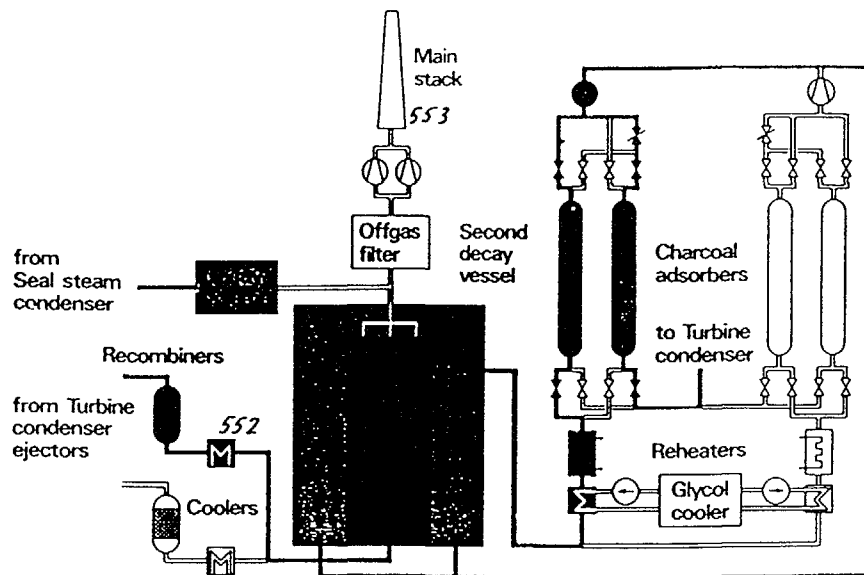 Main
stack
553
Offgas
filter
Second
decay
vessel
from
Seal steam
condenser
Charcoal
adsorbers
to Turbine
condenser
Recombiners
from Turbine
condenser
ejectors
552
Coolers
Reheaters
Glycol
cooler